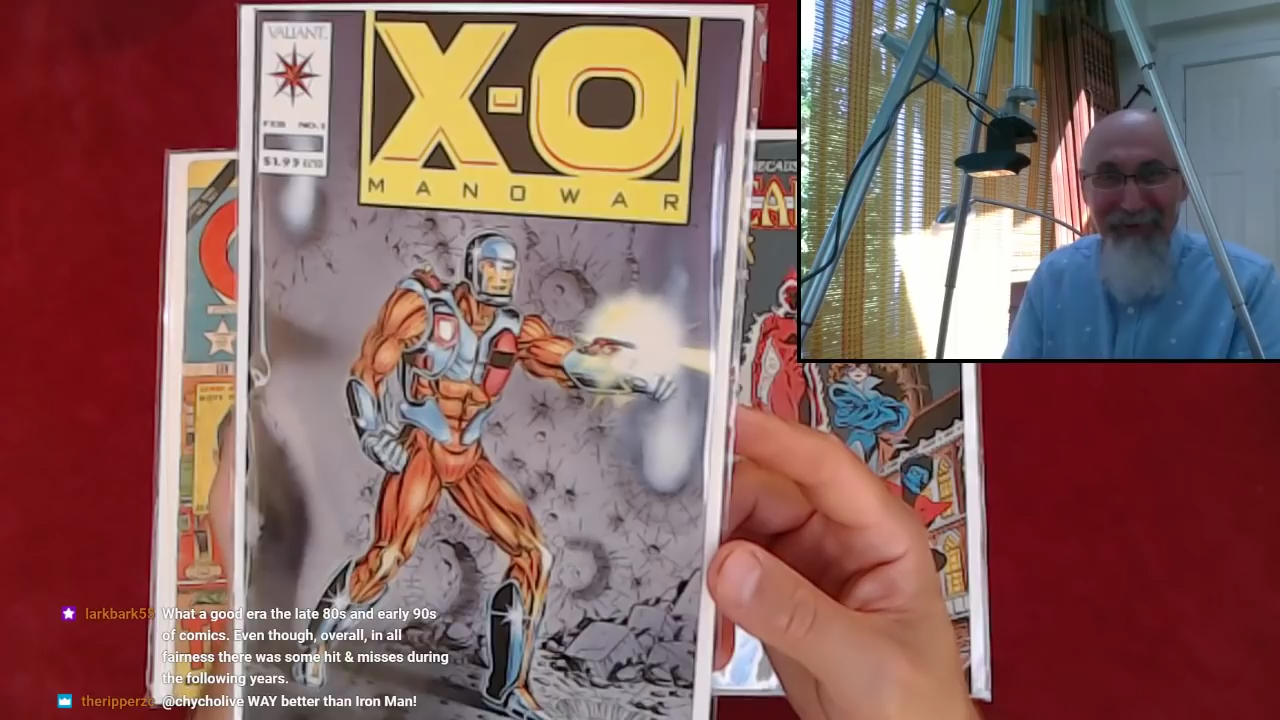 VALIANT
FEB NO.1
$1.95
X-O
MANOWAR
larkbark55 What a good era the late 80s and early 90s
of comics. Even though, overall, in all
fairness there was some hit & misses during
the following years.
@chycholive WAY better than Iron Man!